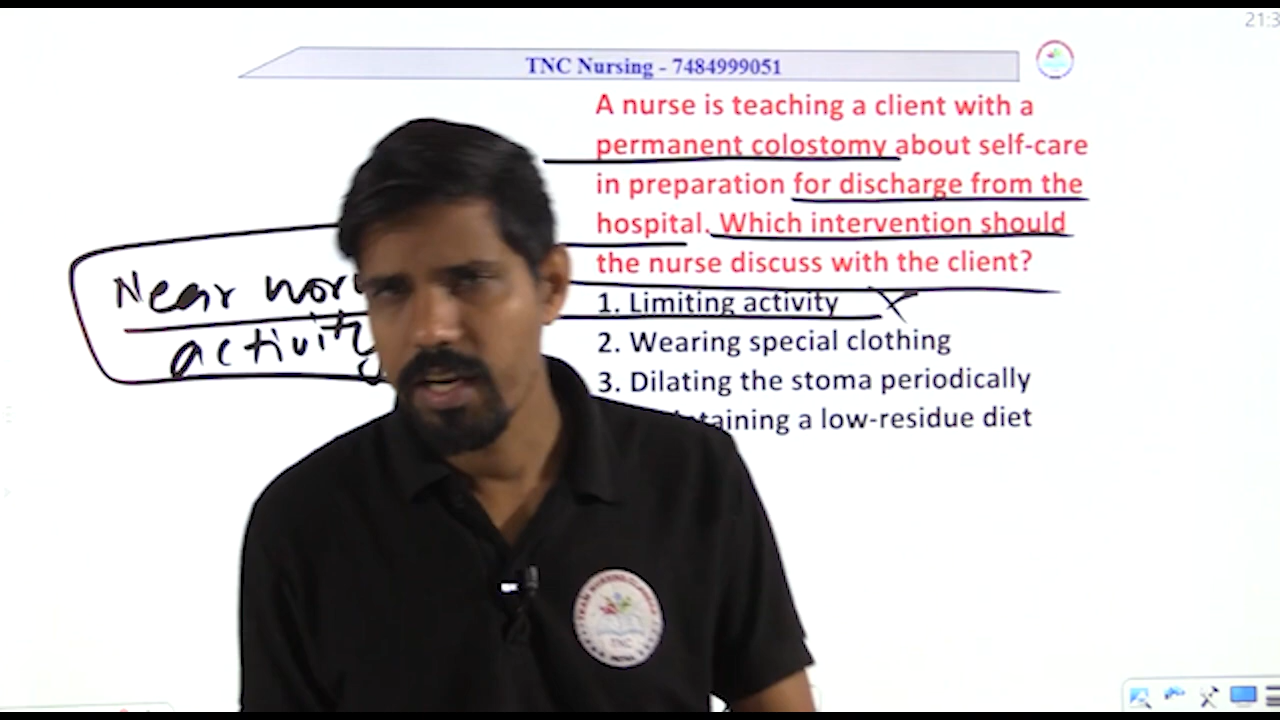 21:3
TNC Nursing - 7484999051
A nurse is teaching a client with a
permanent colostomy about self-care
in preparation for discharge from the
hospital. Which intervention should
the nurse discuss with the client?
1. Limiting activity
2. Wearing special clothing
3. Dilating the stoma periodically
a low-residue diet
Near nor
activity
TNC